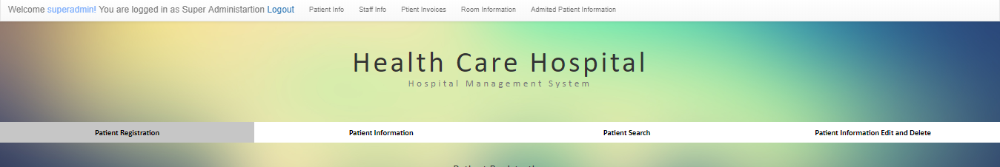 Welcome superadmin! You are logged in as Super Administartion Logout Patient Info Staff Info Ptient Invoices Room Information Admited Patient Information
Health Care Hospital
Hospital Management System
Patient Registration Patient Information Patient Search Patient Information Edit and Delete